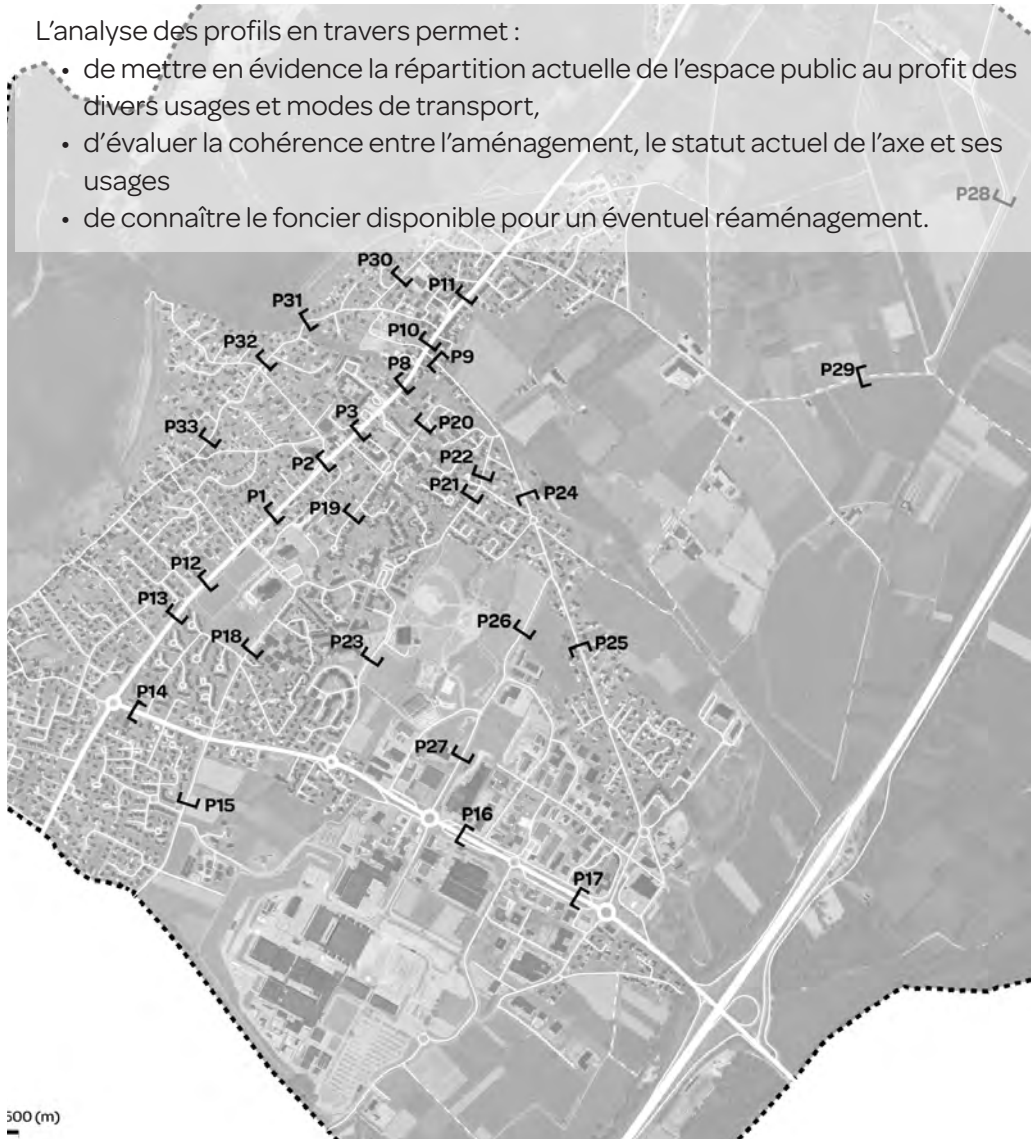 L'analyse des profils en travers permet :
• de mettre en évidence la répartition actuelle de l'espace public au profit des
divers usages et modes de transport,
• d'évaluer la cohérence entre l'aménagement, le statut actuel de l'axe et ses
usages
• de connaître le foncier disponible pour un éventuel réaménagement.
P28
P30
P11
P31
P10
P9
P32
P8
P29
P3
P20
P33
P2
P22
P21
P24
P1
P19
P12
P13
P26
P18
P23
P25
P14
P27
P15
P16
P17
500 (m)